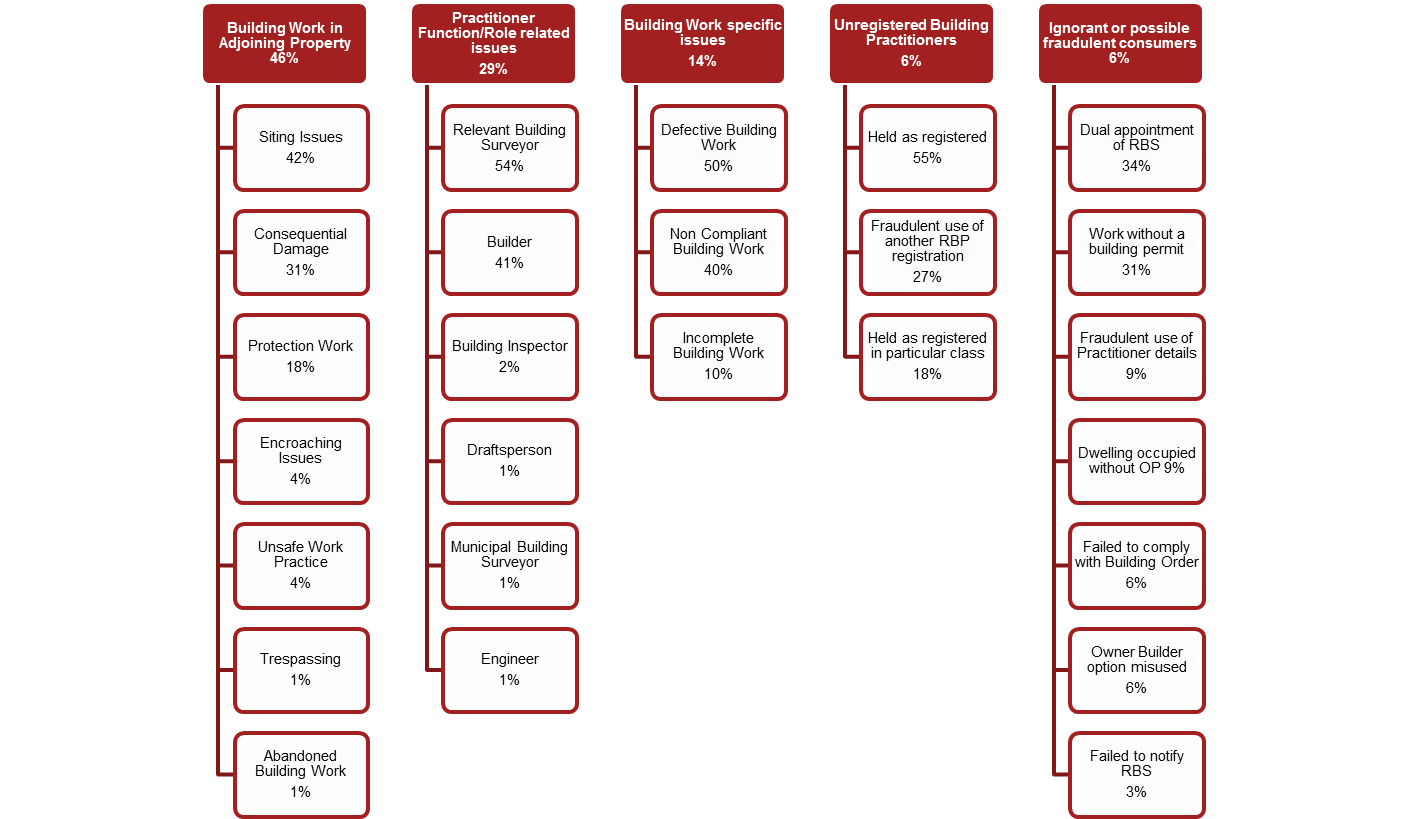 Building Work in
Adjoining Property
46%
Siting Issues
42%
Consequential
Damage
31%
Protection Work
18%
Encroaching
Issues
4%
Unsafe Work
Practice
4%
Trespassing
1%
Abandoned
Building Work
1%
Practitioner
Function/Role related
issues
29%
Relevant Building
Surveyor
54%
Builder
41%
Building Inspector
2%
Draftsperson
1%
Municipal Building
Surveyor
1%
Engineer
1%
Building Work specific
issues
14%
Defective Building
Work
50%
Non Compliant
Building Work
40%
Incomplete
Building Work
10%
Unregistered Building
Practitioners
6%
Held as registered
55%
Fraudulent use of
another RBP
registration
27%
Held as registered
in particular class
18%
Ignorant or possible
fraudulent consumers
6%
Dual appointment
of RBS
34%
Work without a
building permit
31%
Fraudulent use of
Practitioner details
9%
Dwelling occupied
without OP 9%
Failed to comply
with Building Order
6%
Owner Builder
option misused
6%
Failed to notify
RBS
3%